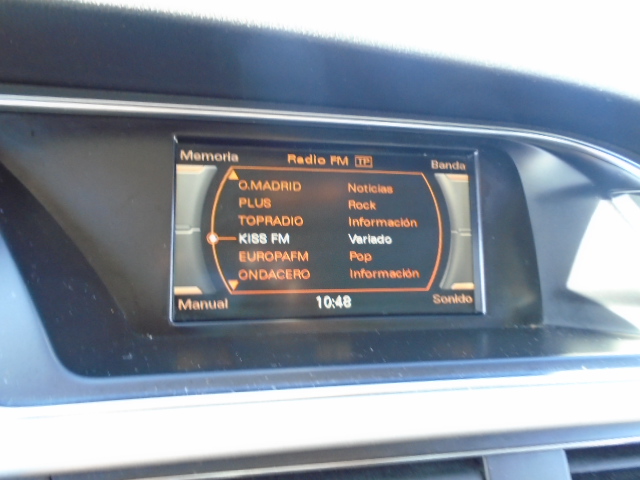 Memoria Radio FM TP Banda
O.MADRID Noticias
PLUS Rock
TOPRADIO Información
KISS FM Variado
EUROPAFM Pop
ONDACERO Información
Manual 10:48 Sonido